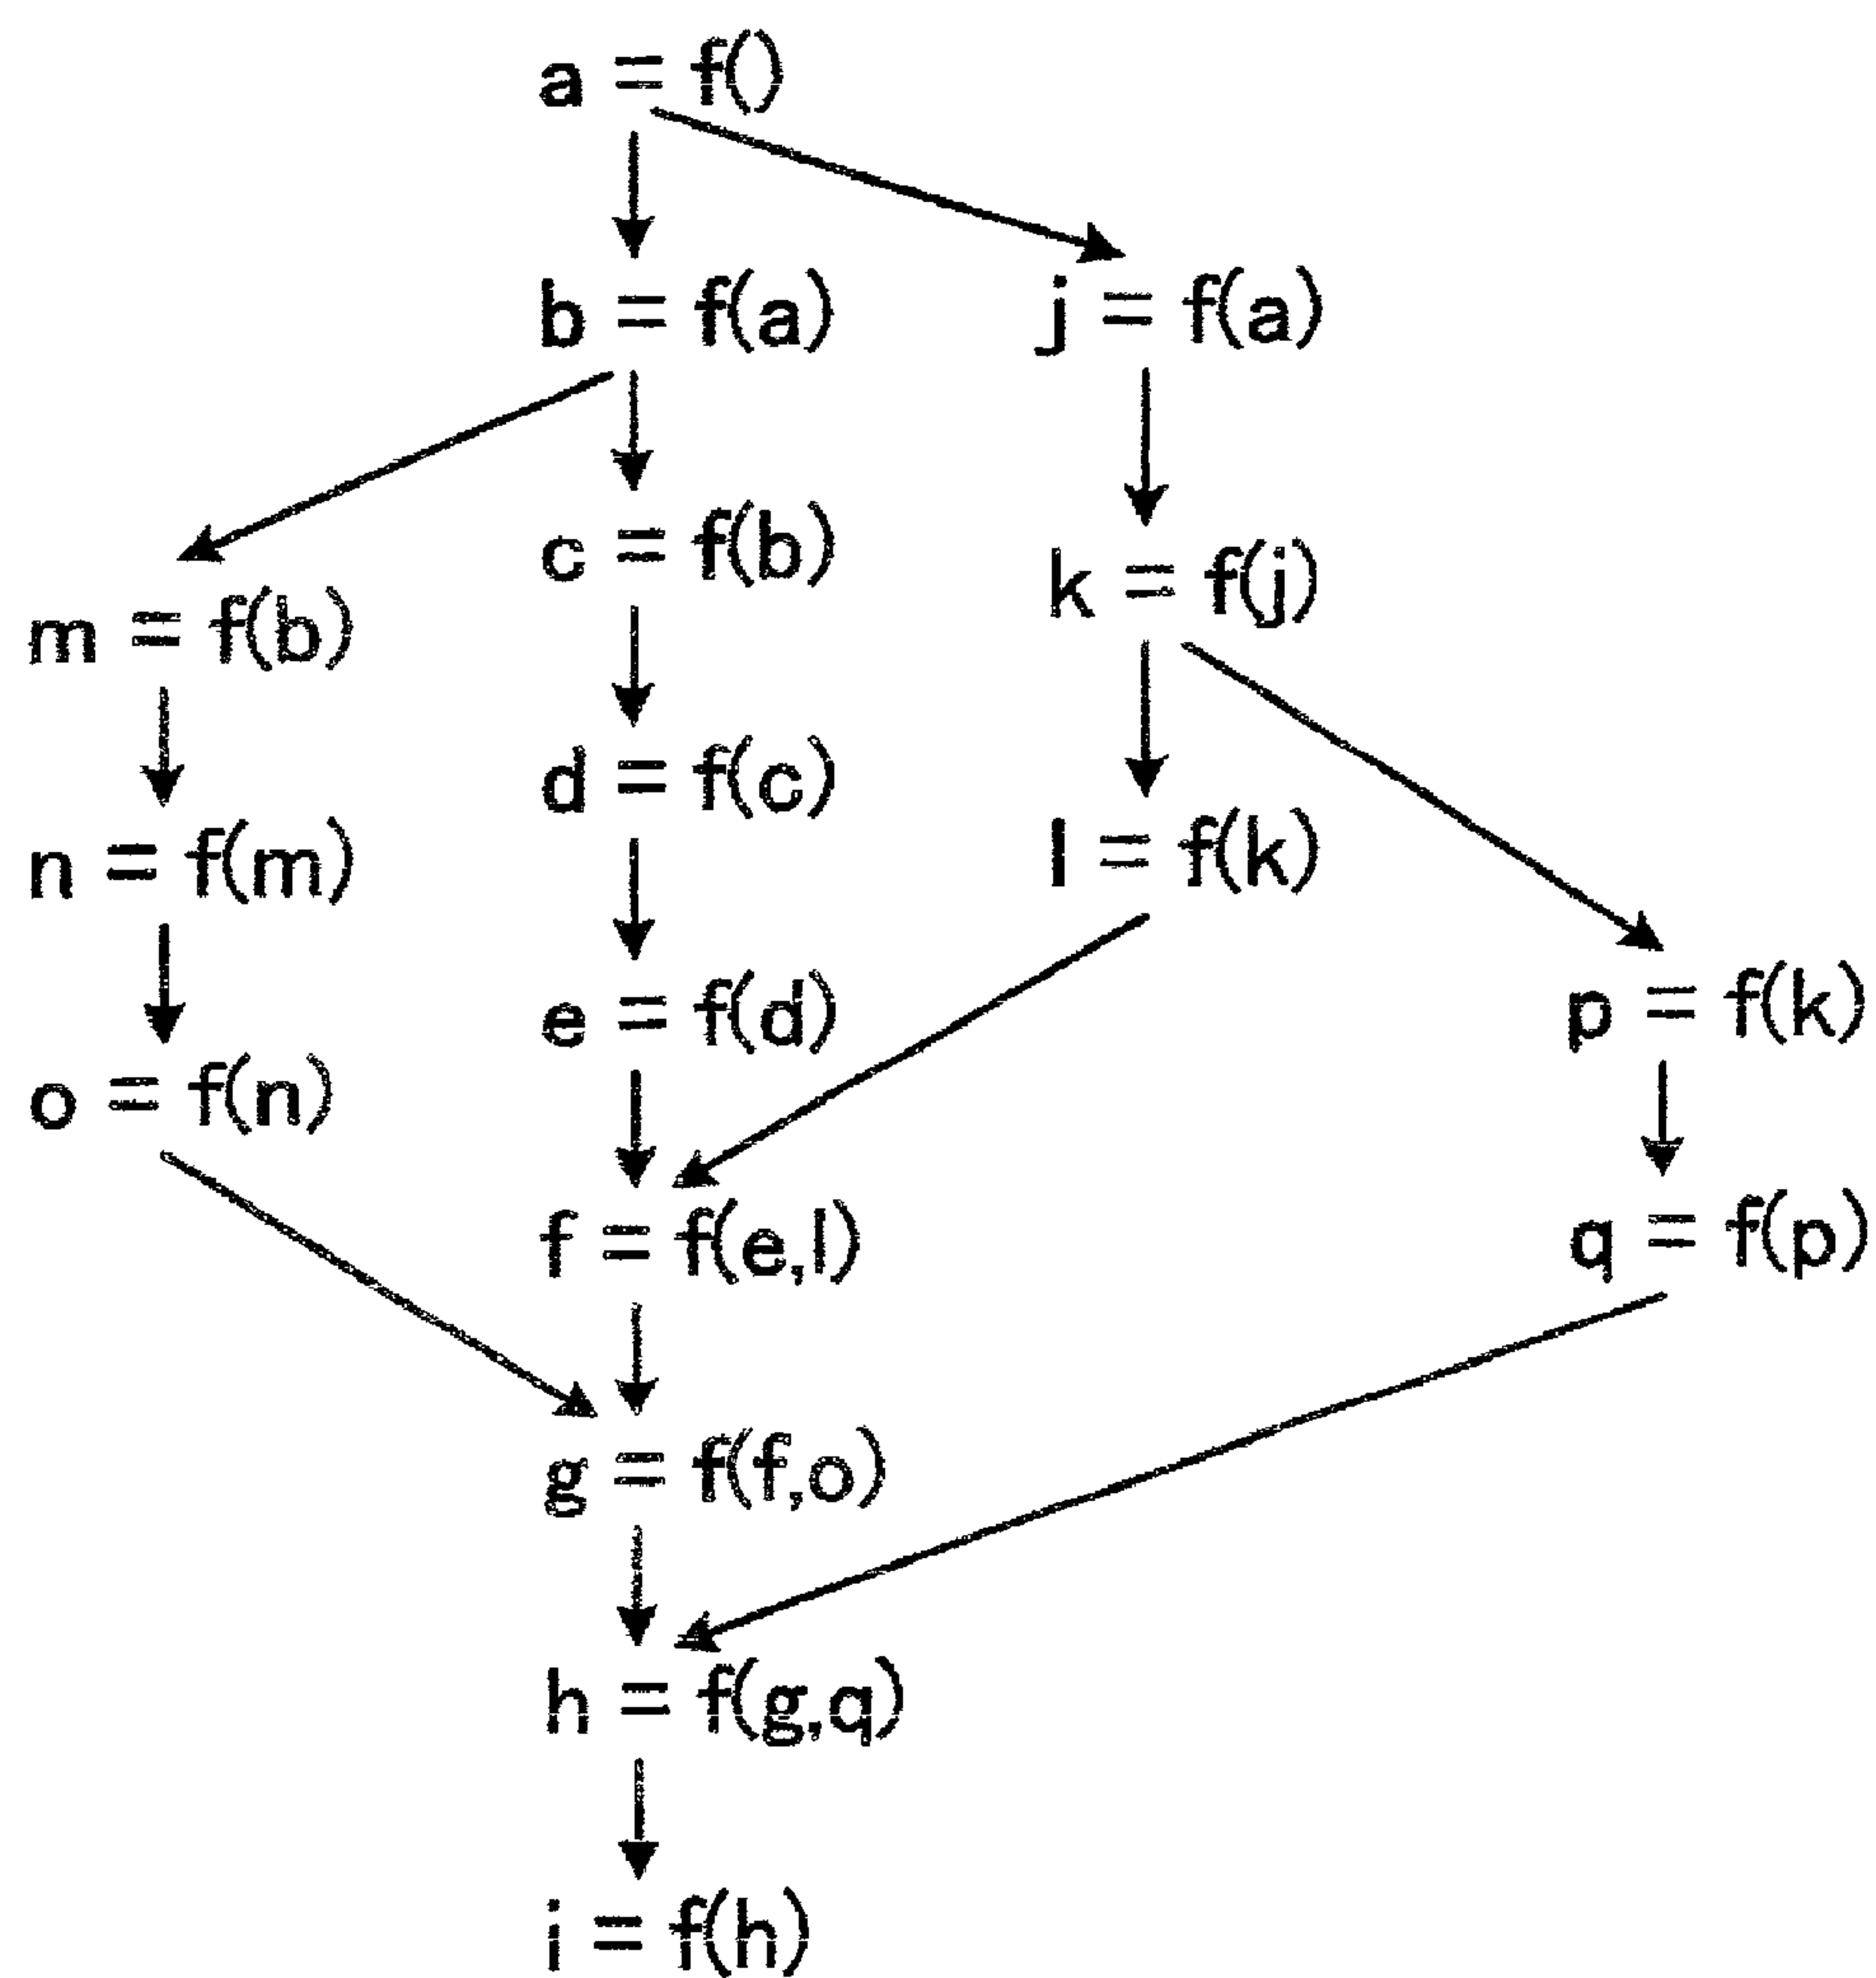 a = f()
b = f(a)
j = f(a)
c = f(b)
k = f(j)
m = f(b)
d = f(c)
l = f(k)
n = f(m)
e = f(d)
p = f(k)
o = f(n)
f = f(e,l)
q = f(p)
g = f(f,o)
h = f(g,q)
i = f(h)